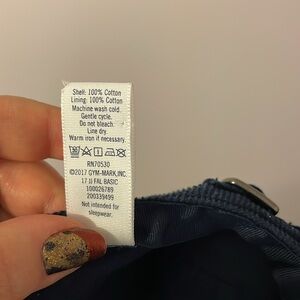 Shell: 100% Cotton
Lining: 100% Cotton
Machine wash cold.
Gentle cycle.
Do not bleach.
Line dry.
Warm iron if necessary.
RN70530
©2017 GYM-MARK, INC.
17 1) FAL BASIC
100026789
200339499
Not intended for
sleepwear.